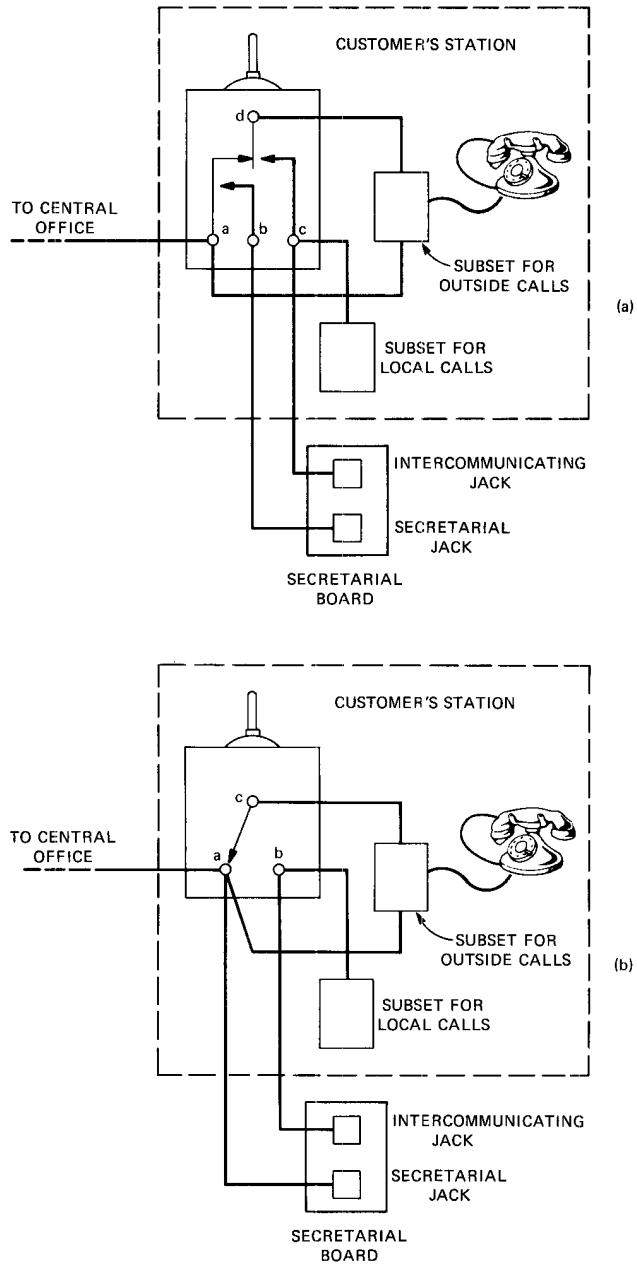 CUSTOMER'S STATION
d
TO CENTRAL
OFFICE
a
b
c
SUBSET FOR
OUTSIDE CALLS
(a)
SUBSET FOR
LOCAL CALLS
INTERCOMMUNICATING
JACK
SECRETARIAL
JACK
SECRETARIAL
BOARD
CUSTOMER'S STATION
c
TO CENTRAL
OFFICE
a
b
SUBSET FOR
OUTSIDE CALLS
(b)
SUBSET FOR
LOCAL CALLS
INTERCOMMUNICATING
JACK
SECRETARIAL
JACK
SECRETARIAL
BOARD